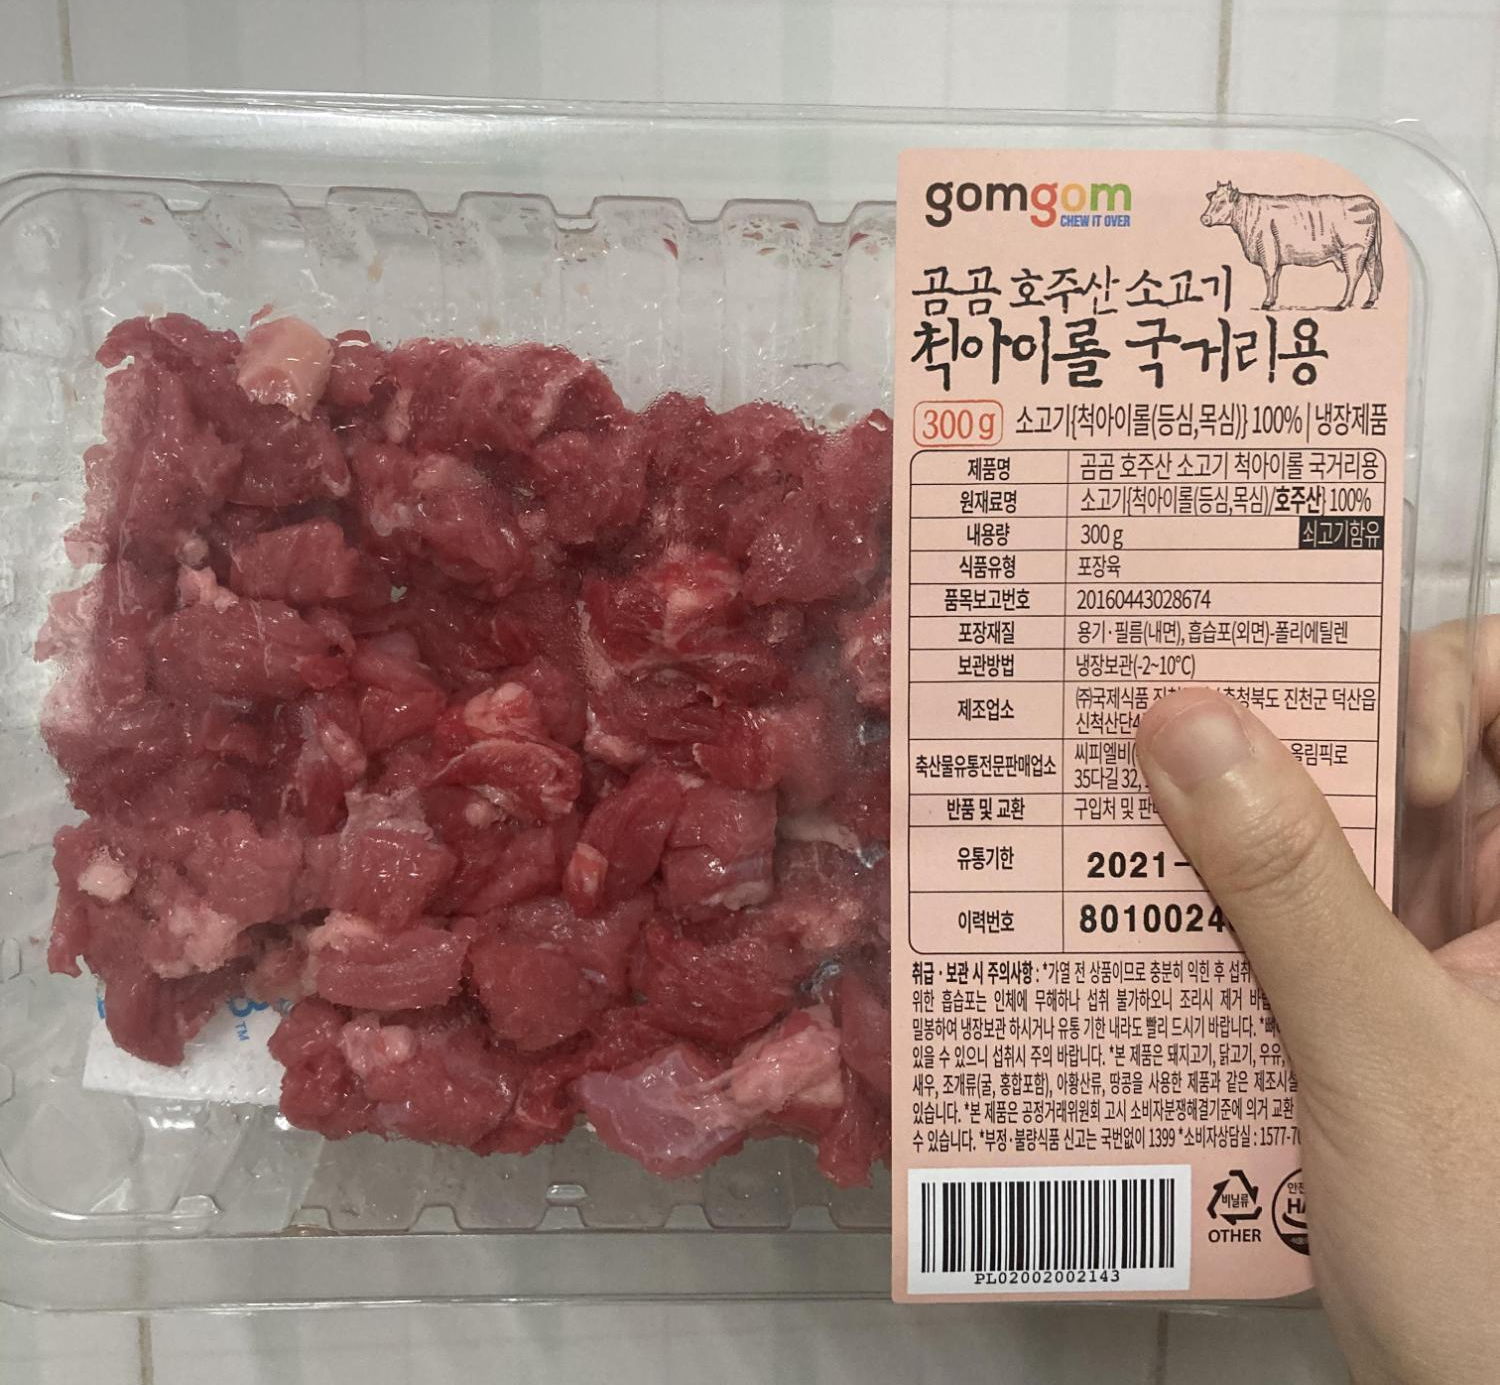 gomgom
CHEW IT OVER
곰곰 호주산 소고기
척아이롤 국거리용
300 g 소고기{척아이롤(등심,목심)} 100% | 냉장제품
제품명 곰곰 호주산 소고기 척아이롤 국거리용
원재료명 소고기{척아이롤(등심,목심)/호주산} 100%
내용량 300 g 쇠고기함유
식품유형 포장육
품목보고번호 20160443028674
포장재질 용기·필름(내면), 흡습포(외면)-폴리에틸렌
보관방법 냉장보관(-2~10℃)
제조업소 ㈜국제식품 충청북도 진천군 덕산읍
신척산단4
축산물유통전문판매업소 씨피엘비( 올림픽로
35다길 32,
반품 및 교환 구입처 및
유통기한 2021-
이력번호 8010024
취급·보관 시 주의사항 : *가열 전 상품이므로 충분히 익힌 후 섭취
위한 흡습포는 인체에 무해하나 섭취 불가하오니 조리시 제거
밀봉하여 냉장보관 하시거나 유통 기한 내라도 빨리 드시기 바랍니다.
있을 수 있으니 섭취시 주의 바랍니다. *본 제품은 돼지고기, 닭고기, 우유,
새우, 조개류(굴, 홍합포함), 아황산류, 땅콩을 사용한 제품과 같은 제조시설
있습니다. *본 제품은 공정거래위원회 고시 소비자분쟁해결기준에 의거 교환
수 있습니다. *부정·불량식품 신고는 국번없이 1399 *소비자상담실 : 1577-7
PL02002002143
비닐류
OTHER